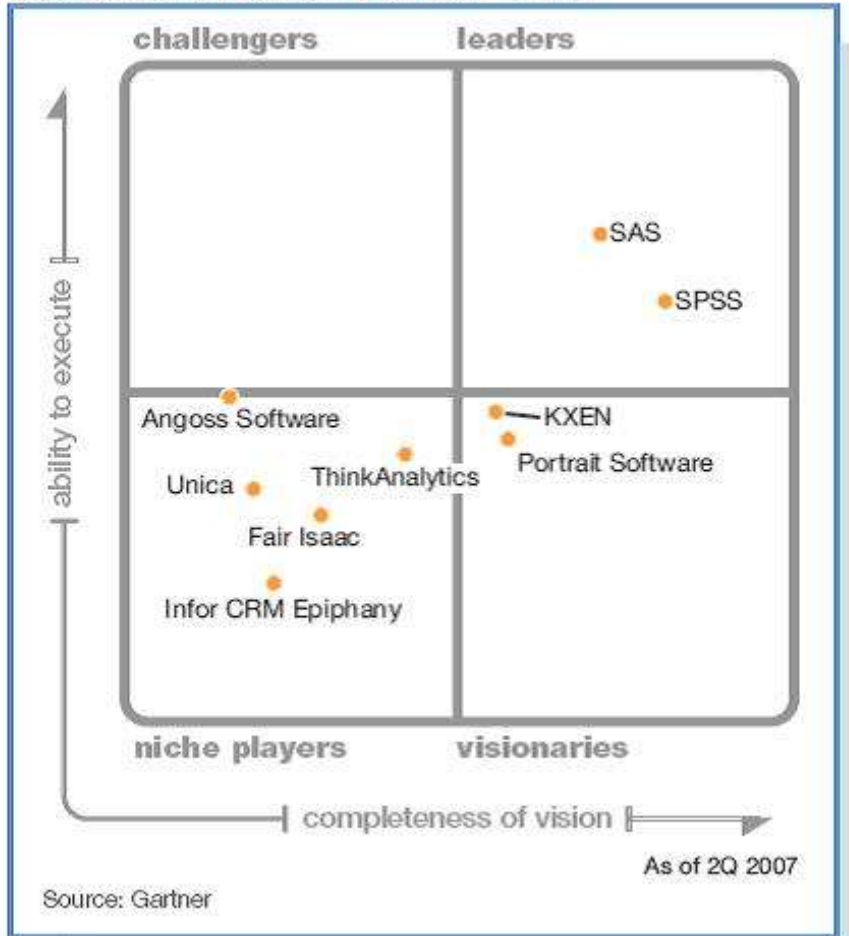 challengers
leaders
SAS
SPSS
ability to execute
Angoss Software
KXEN
Portrait Software
ThinkAnalytics
Unica
Fair Isaac
Infor CRM Epiphany
niche players
visionaries
completeness of vision
As of 2Q 2007
Source: Gartner